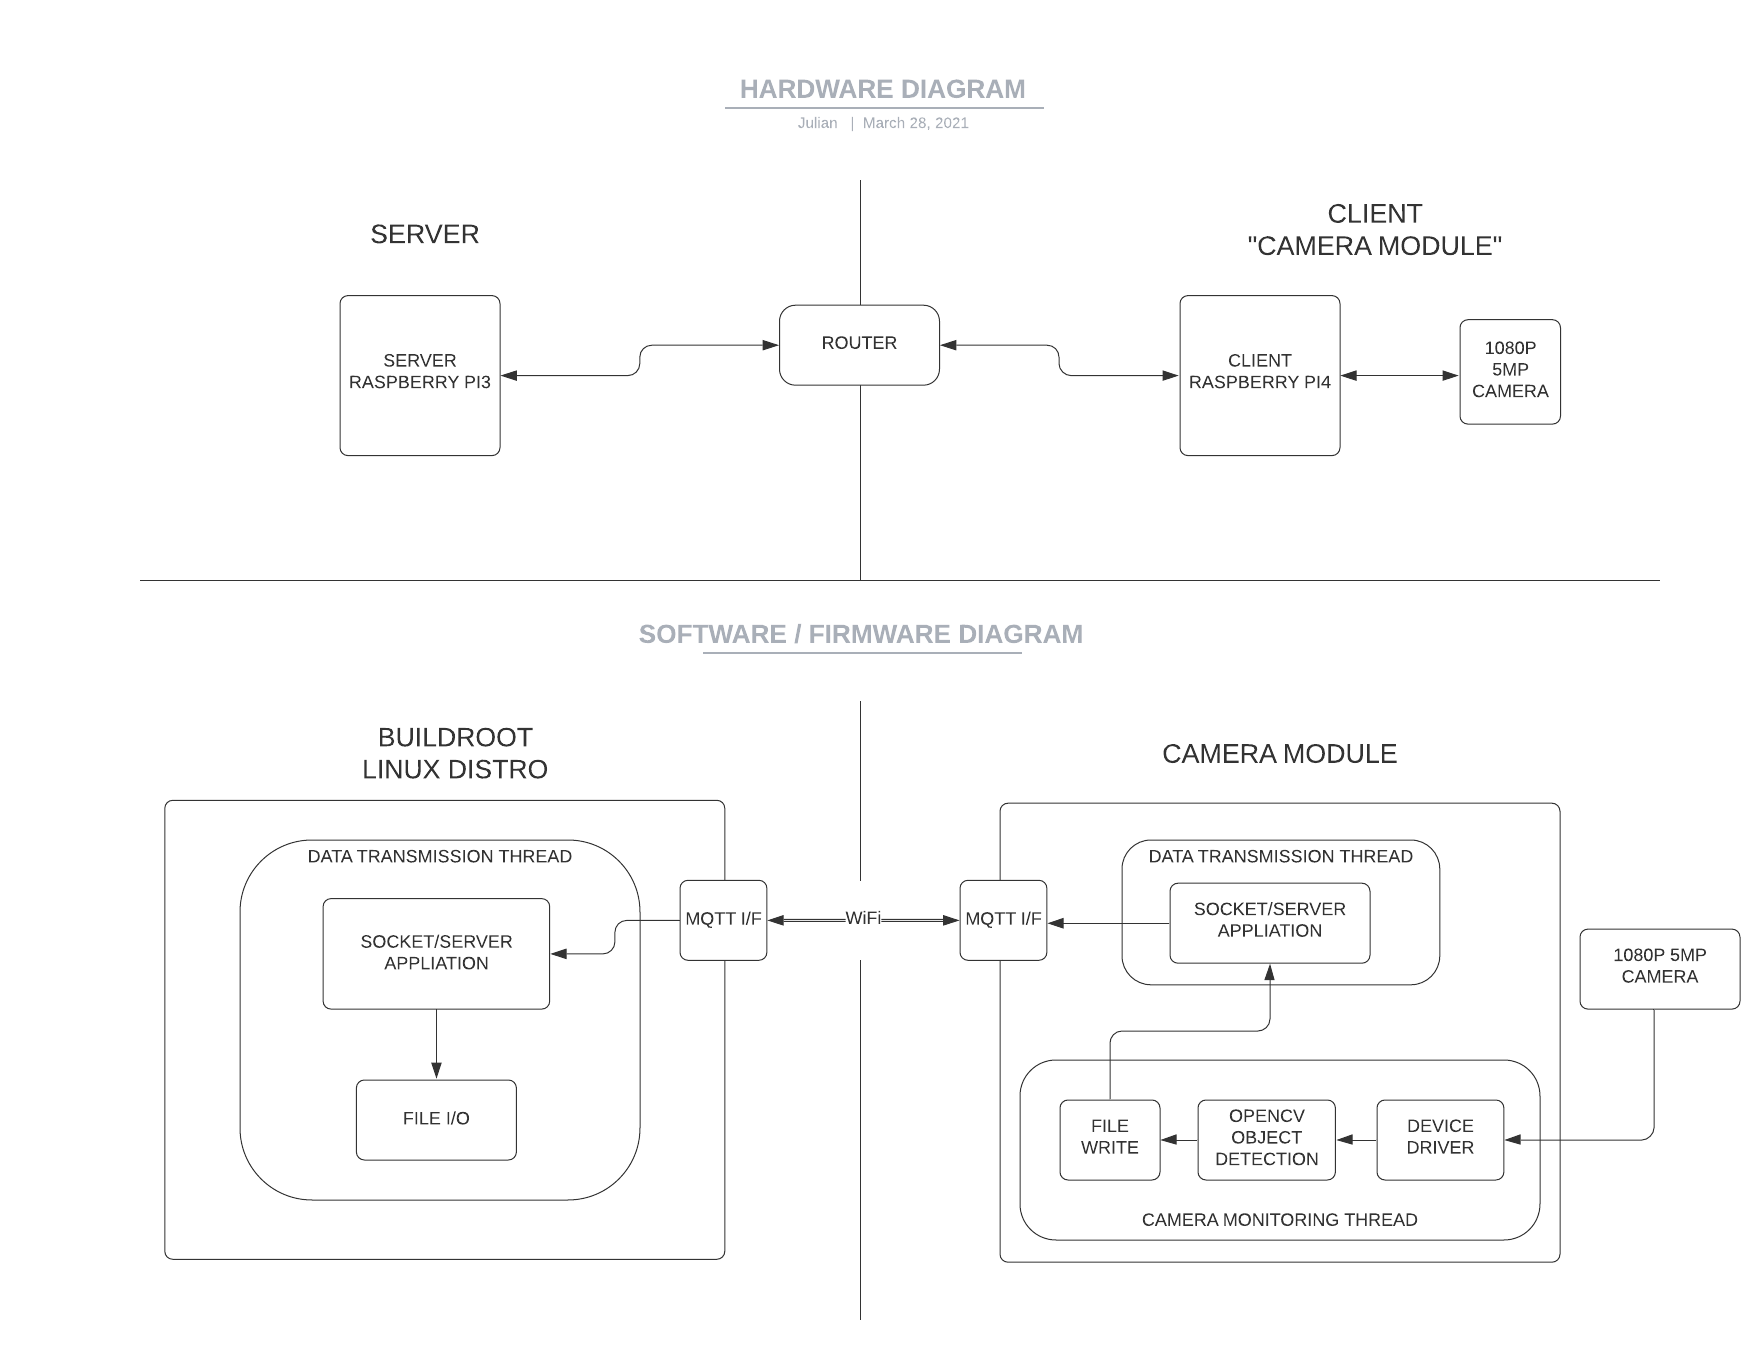 HARDWARE DIAGRAM
Julian | March 28, 2021
SERVER
CLIENT
"CAMERA MODULE"
SERVER
RASPBERRY PI3
ROUTER
CLIENT
RASPBERRY PI4
1080P
5MP
CAMERA
SOFTWARE / FIRMWARE DIAGRAM
BUILDROOT
LINUX DISTRO
CAMERA MODULE
DATA TRANSMISSION THREAD
SOCKET/SERVER
APPLIATION
FILE I/O
MQTT I/F
WiFi
MQTT I/F
DATA TRANSMISSION THREAD
SOCKET/SERVER
APPLIATION
1080P 5MP
CAMERA
FILE
WRITE
OPENCV
OBJECT
DETECTION
DEVICE
DRIVER
CAMERA MONITORING THREAD